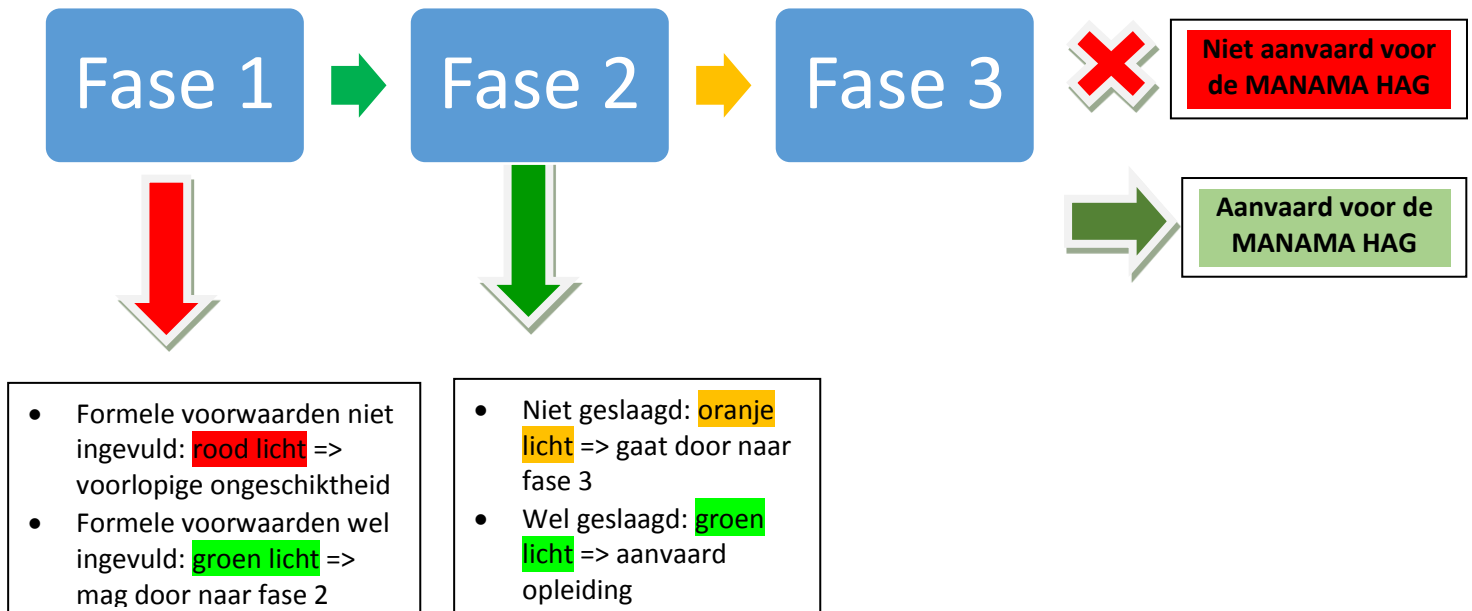 Fase 1
Fase 2
Fase 3
Niet aanvaard voor
de MANAMA HAG
Aanvaard voor de
MANAMA HAG
• Formele voorwaarden niet
ingevuld: rood licht =>
voorlopige ongeschiktheid
• Formele voorwaarden wel
ingevuld: groen licht =>
mag door naar fase 2
• Niet geslaagd: oranje
licht => gaat door naar
fase 3
• Wel geslaagd: groen
licht => aanvaard
opleiding